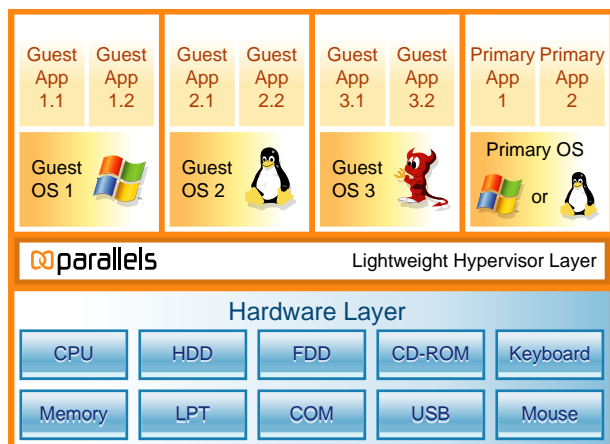 Guest App 1.1
Guest App 1.2
Guest App 2.1
Guest App 2.2
Guest App 3.1
Guest App 3.2
Primary App 1
Primary App 2
Guest OS 1
Guest OS 2
Guest OS 3
Primary OS
or
parallels
Lightweight Hypervisor Layer
Hardware Layer
CPU
HDD
FDD
CD-ROM
Keyboard
Memory
LPT
COM
USB
Mouse